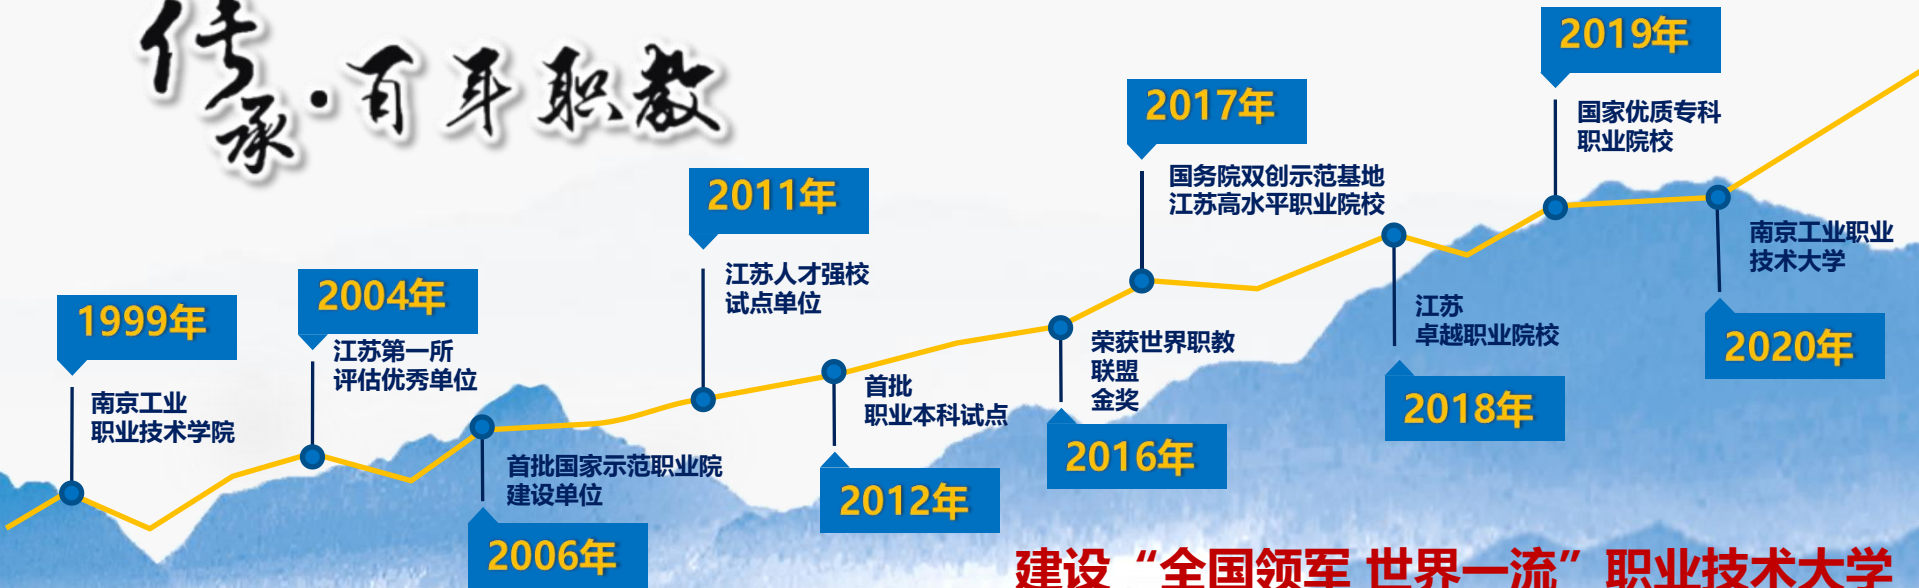 传承·百年职教
1999年
南京工业
职业技术学院
2004年
江苏第一所
评估优秀单位
首批国家示范职业院
建设单位
2006年
2011年
江苏人才强校
试点单位
首批
职业本科试点
2012年
荣获世界职教
联盟
金奖
2016年
2017年
国务院双创示范基地
江苏高水平职业院校
江苏
卓越职业院校
2018年
2019年
国家优质专科
职业院校
南京工业职业
技术大学
2020年
建设“全国领军 世界一流”职业技术大学